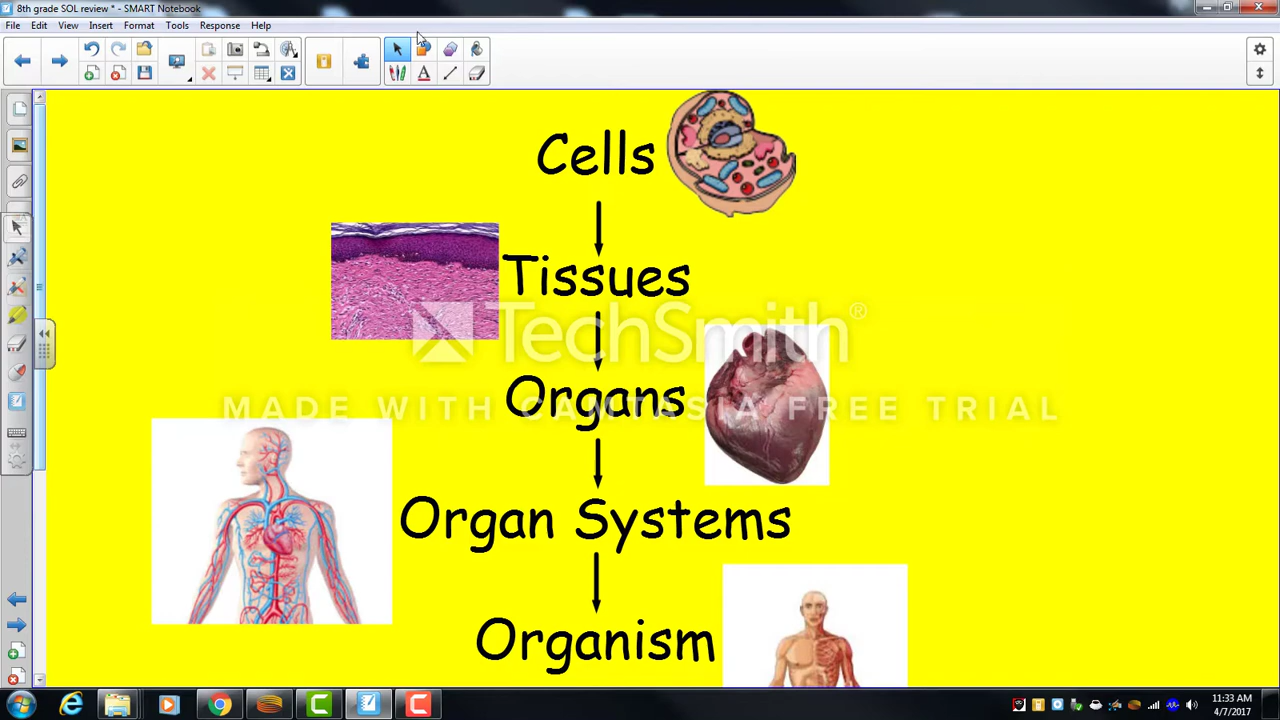 8th grade SOL review * - SMART Notebook
File Edit View Insert Format Tools Response Help
Cells
Tissues
TechSmith®
Organs
MADE WITH CAMTASIA FREE TRIAL
Organ Systems
Organism
11:33 AM
4/7/2017